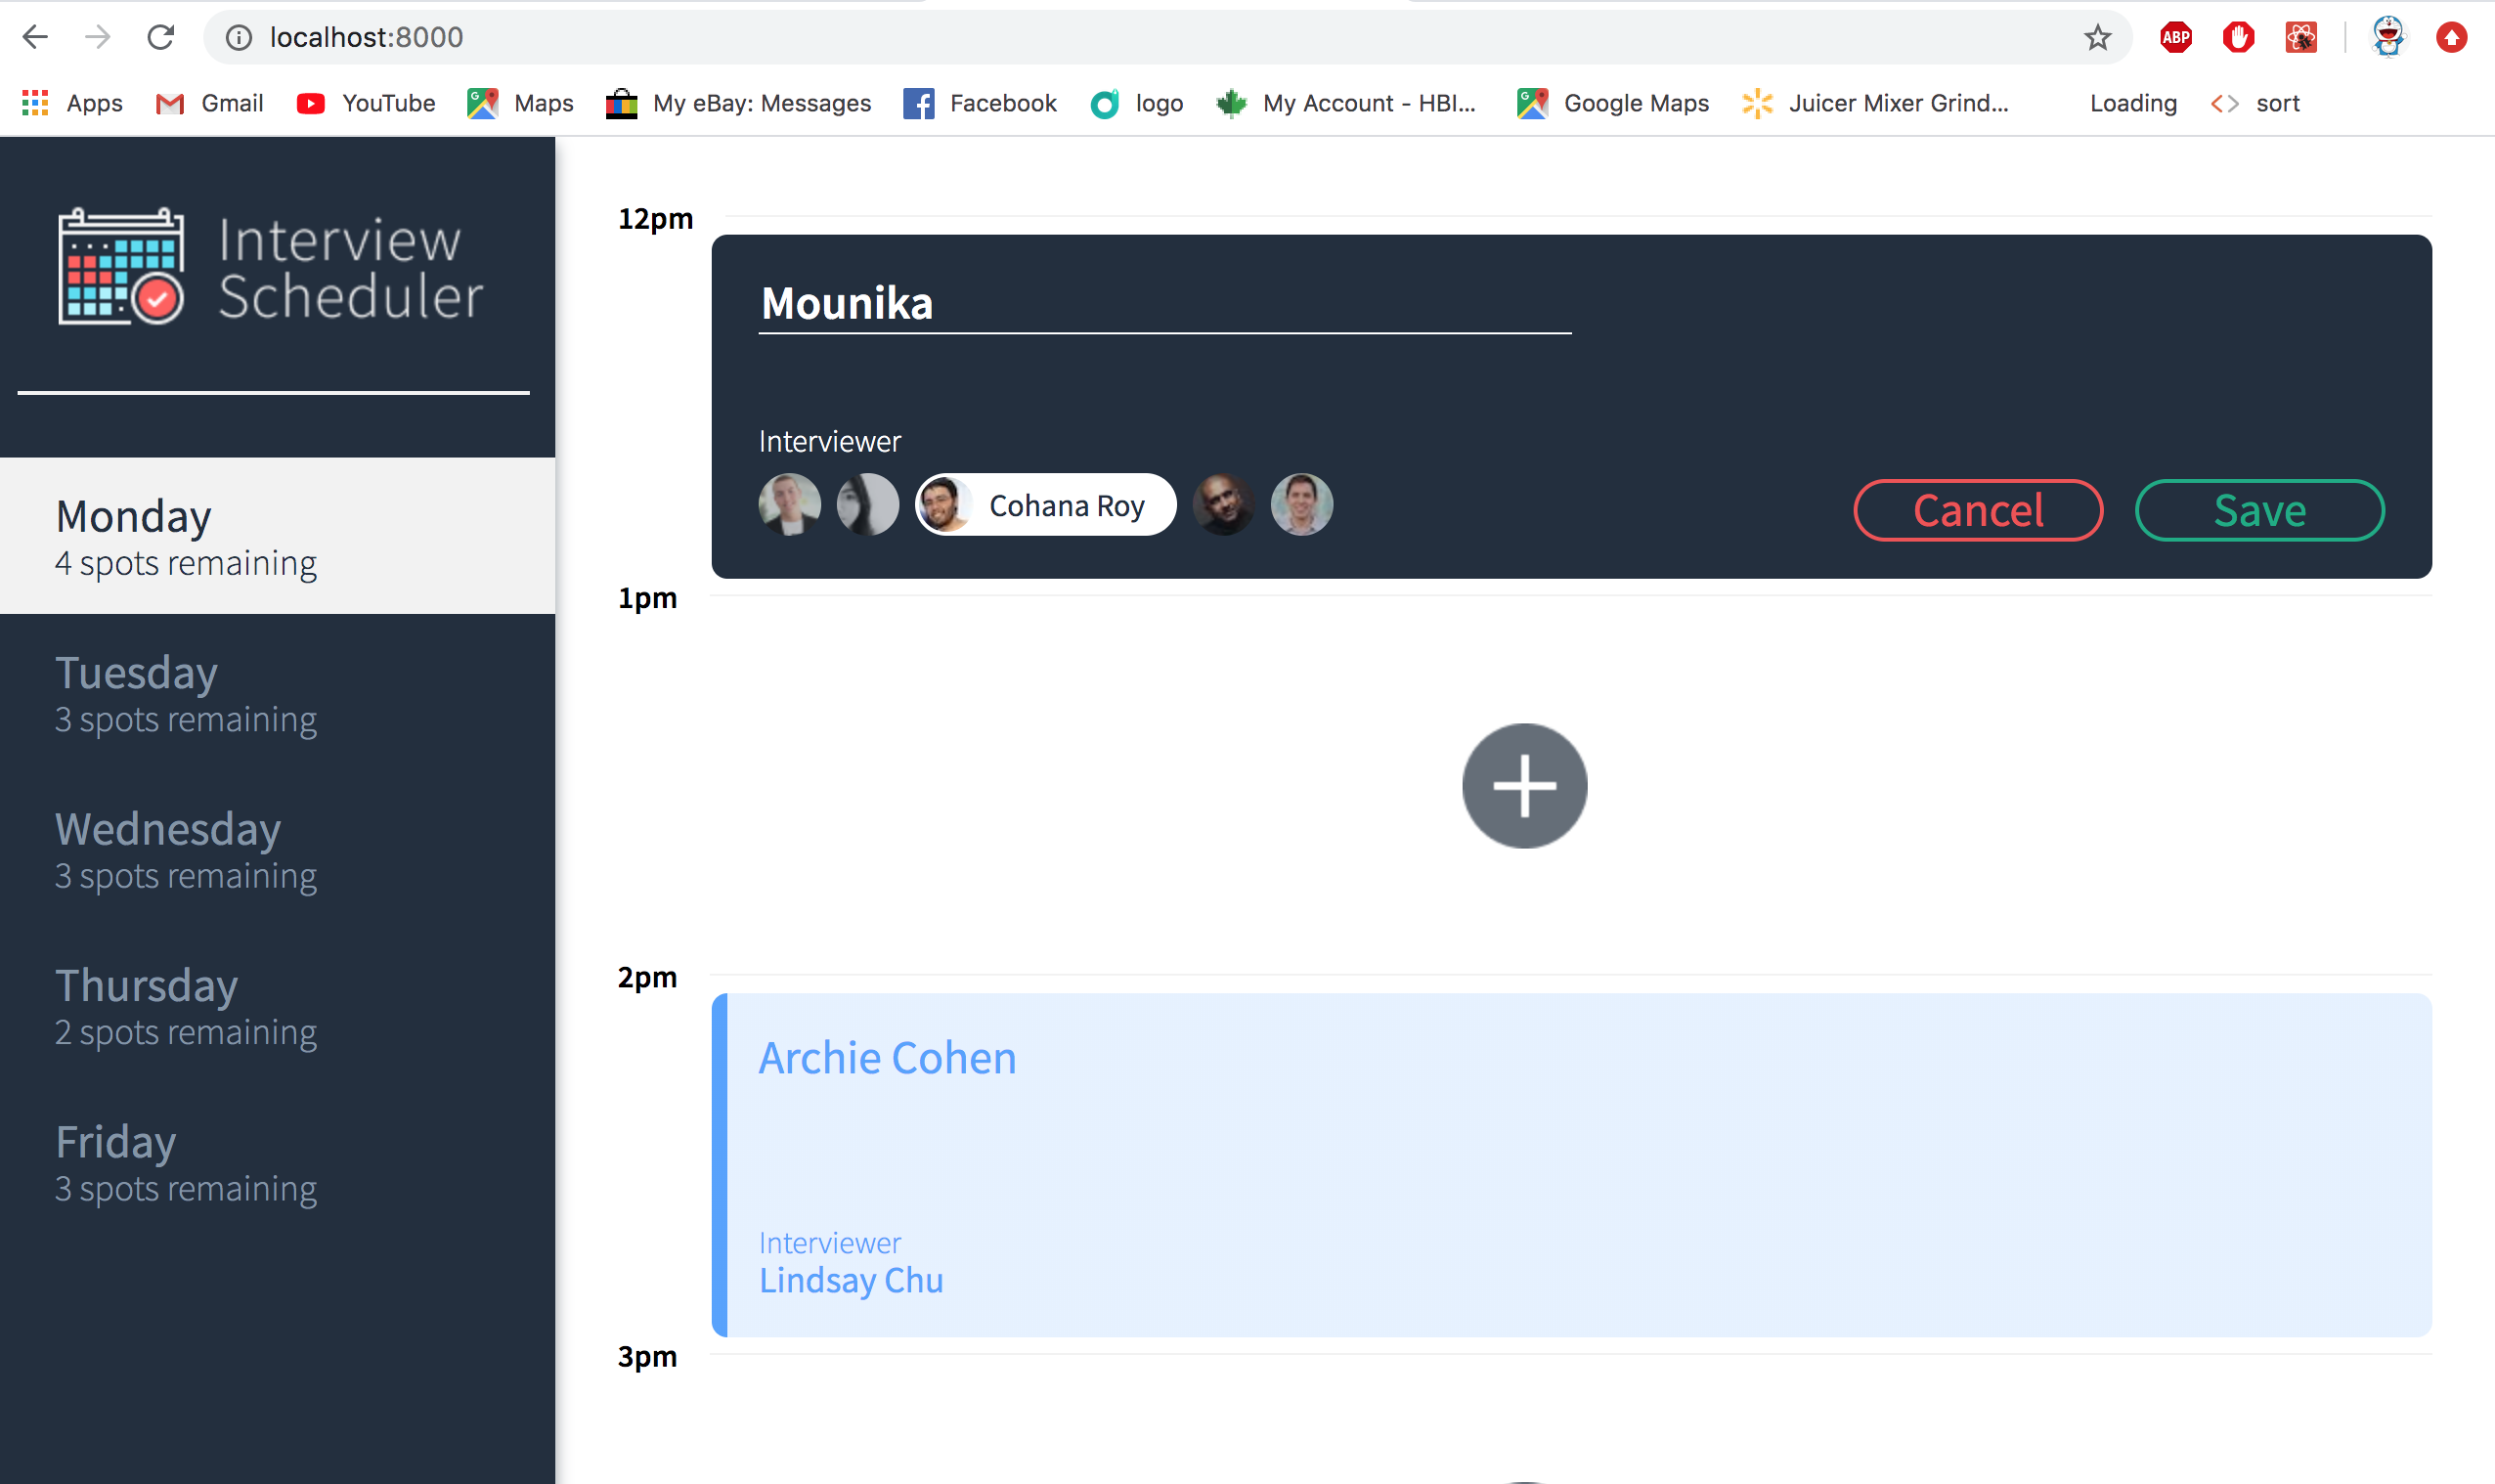 localhost:8000
ABP
Apps Gmail YouTube Maps My eBay: Messages Facebook logo My Account - HBI... Google Maps Juicer Mixer Grind... Loading sort
Interview
Scheduler
Monday
4 spots remaining
Tuesday
3 spots remaining
Wednesday
3 spots remaining
Thursday
2 spots remaining
Friday
3 spots remaining
12pm
Mounika
Interviewer
Cohana Roy
Cancel
Save
1pm
2pm
Archie Cohen
Interviewer
Lindsay Chu
3pm